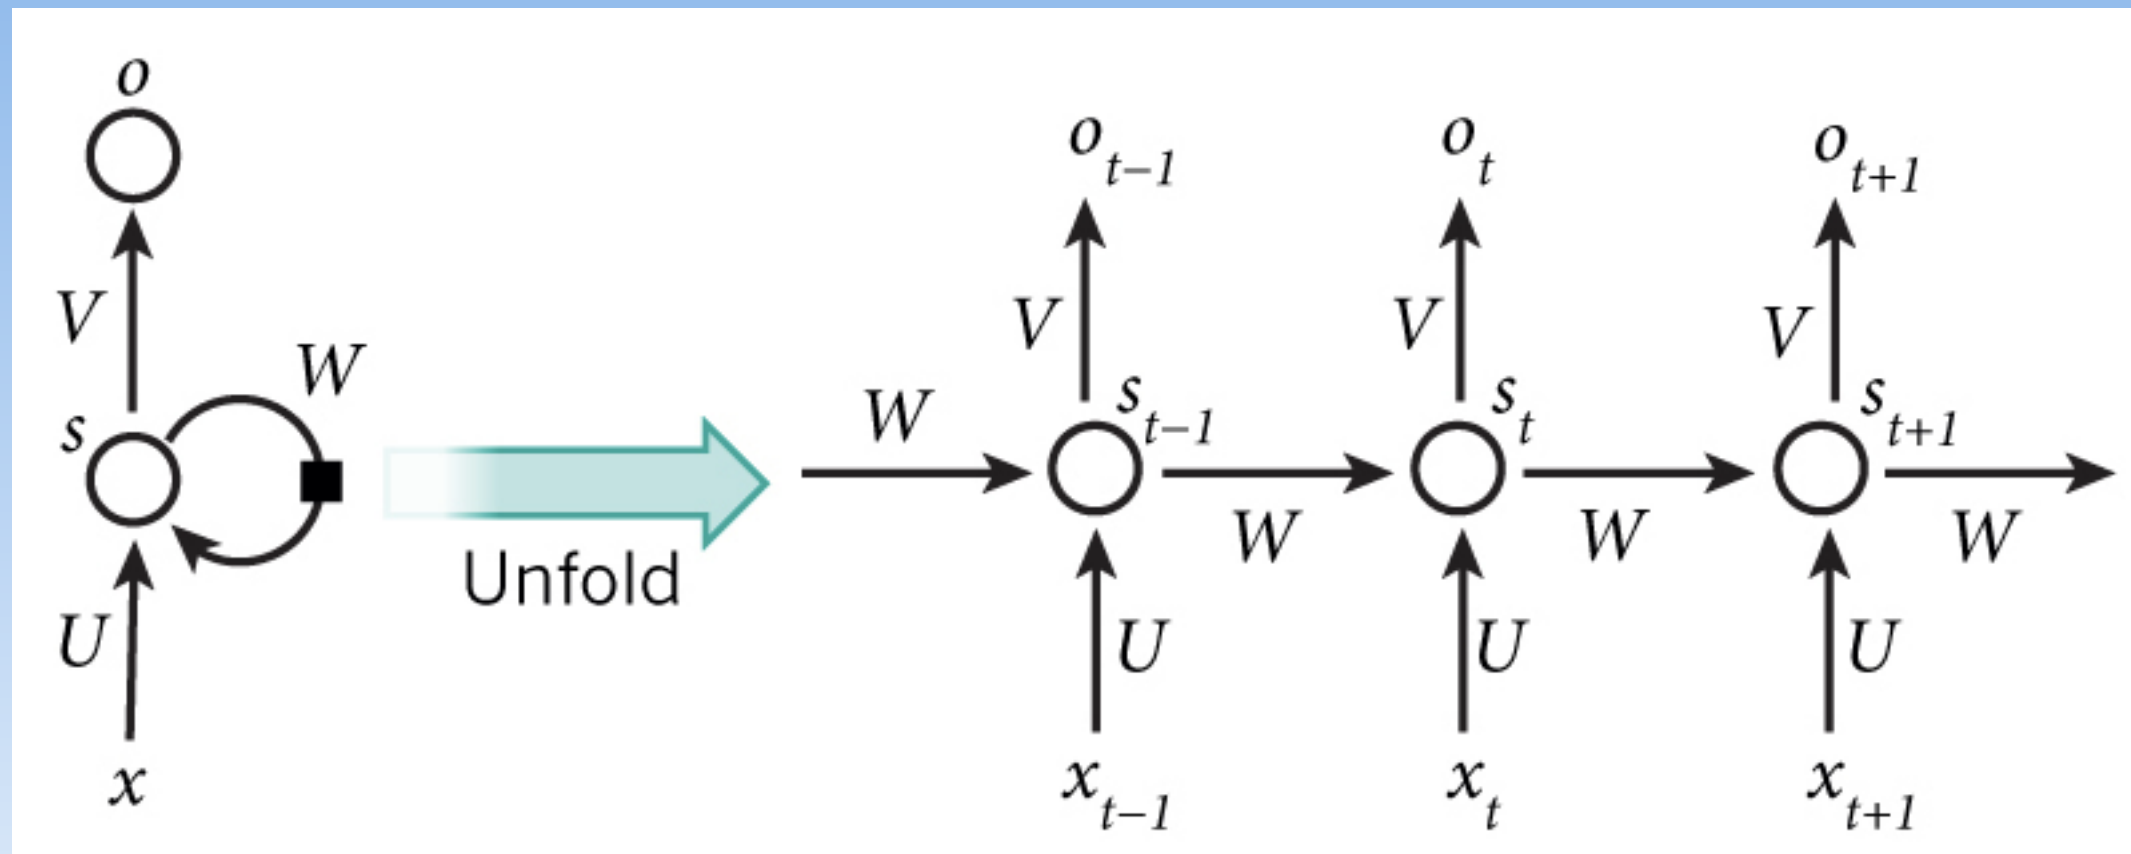 o
V
W
s
U
x
Unfold
o t−1 o t o t+1
V V V
W s t−1 s t s t+1
W W W
U U U
x t−1 x t x t+1